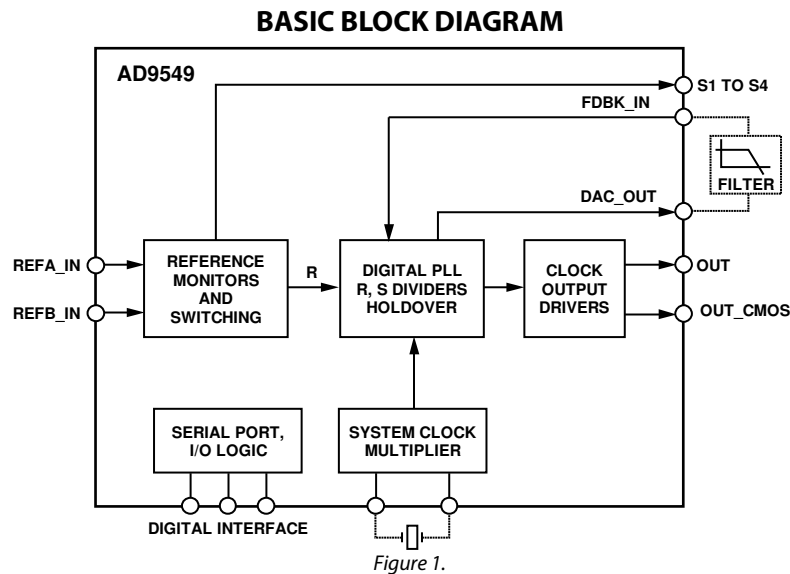 BASIC BLOCK DIAGRAM
AD9549
S1 TO S4
FDBK_IN
FILTER
DAC_OUT
REFA_IN
REFB_IN
REFERENCE
MONITORS
AND
SWITCHING
R
DIGITAL PLL
R, S DIVIDERS
HOLDOVER
CLOCK
OUTPUT
DRIVERS
OUT
OUT_CMOS
SERIAL PORT,
I/O LOGIC
SYSTEM CLOCK
MULTIPLIER
DIGITAL INTERFACE
Figure 1.